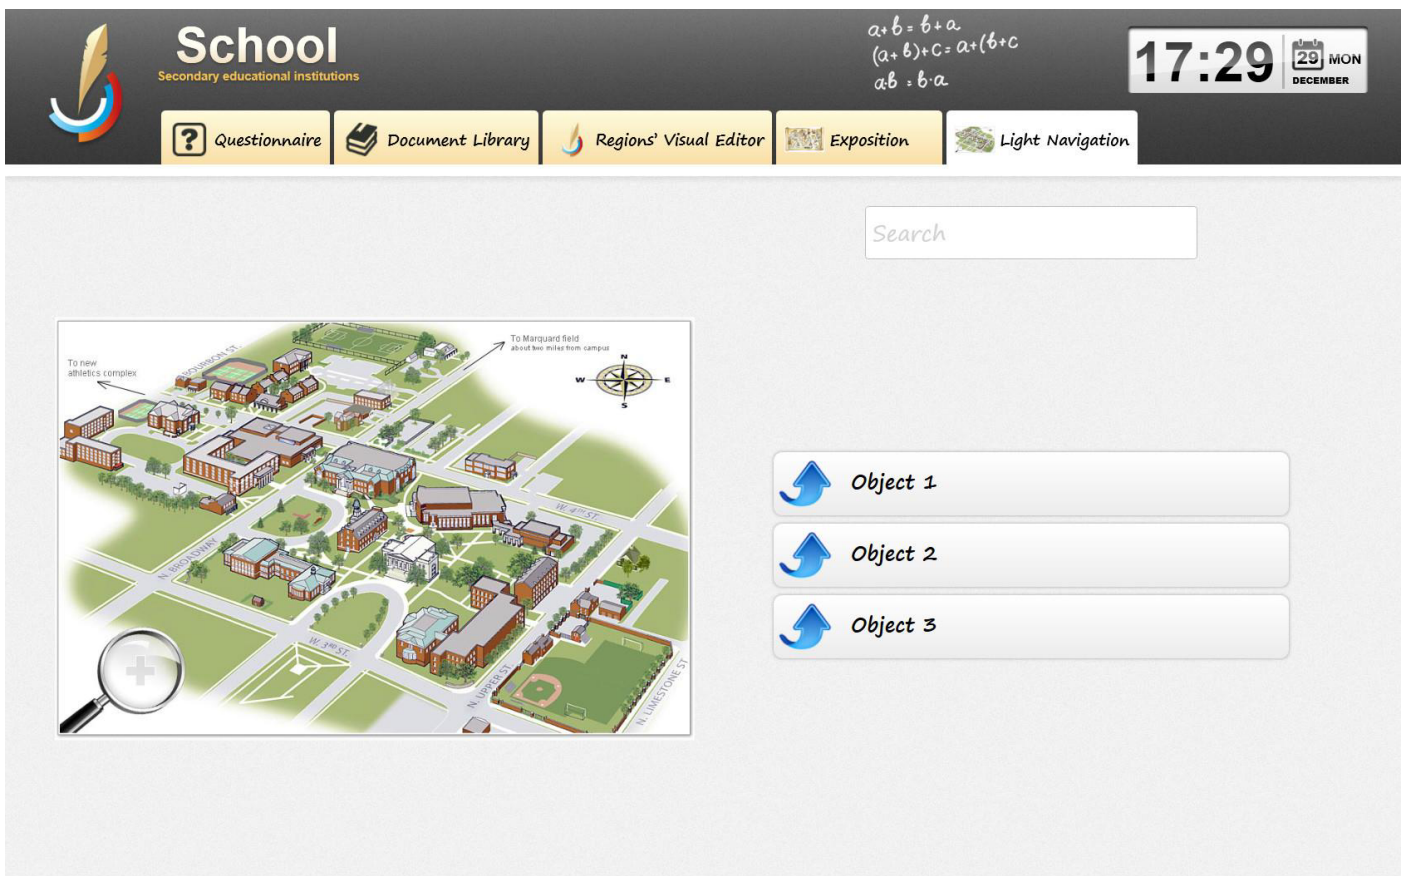 School
Secondary educational institutions
a+b = b+a
(a+b)+c = a+(b+c
a·b = b·a
17:29
29 MON
DECEMBER
Questionnaire
Document Library
Regions' Visual Editor
Exposition
Light Navigation
Search
To new
athletics complex
BOURBON ST.
To Marquard field
about two miles from campus
N
W
E
S
W. 4TH ST.
N. BROADWAY
W. 3RD ST.
N. UPPER ST.
N. LIMESTONE ST
Object 1
Object 2
Object 3